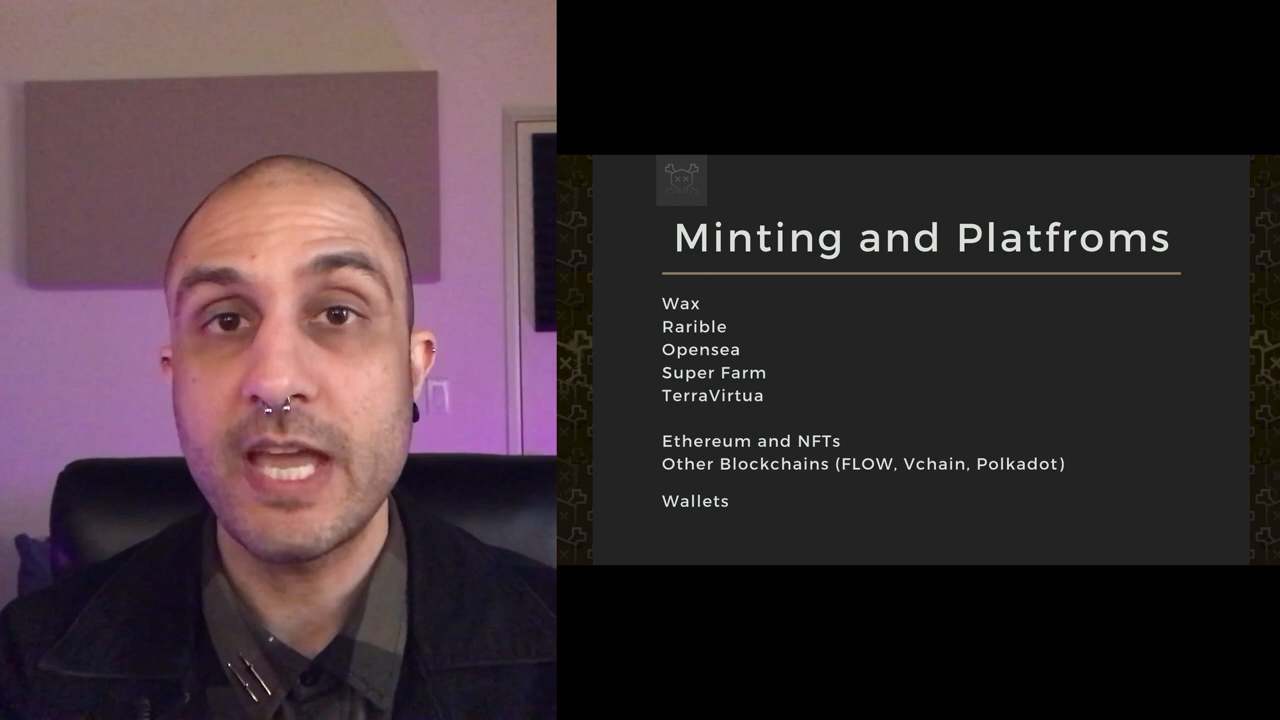 Minting and Platfroms
Wax
Rarible
Opensea
Super Farm
TerraVirtua
Ethereum and NFTs
Other Blockchains (FLOW, Vchain, Polkadot)
Wallets